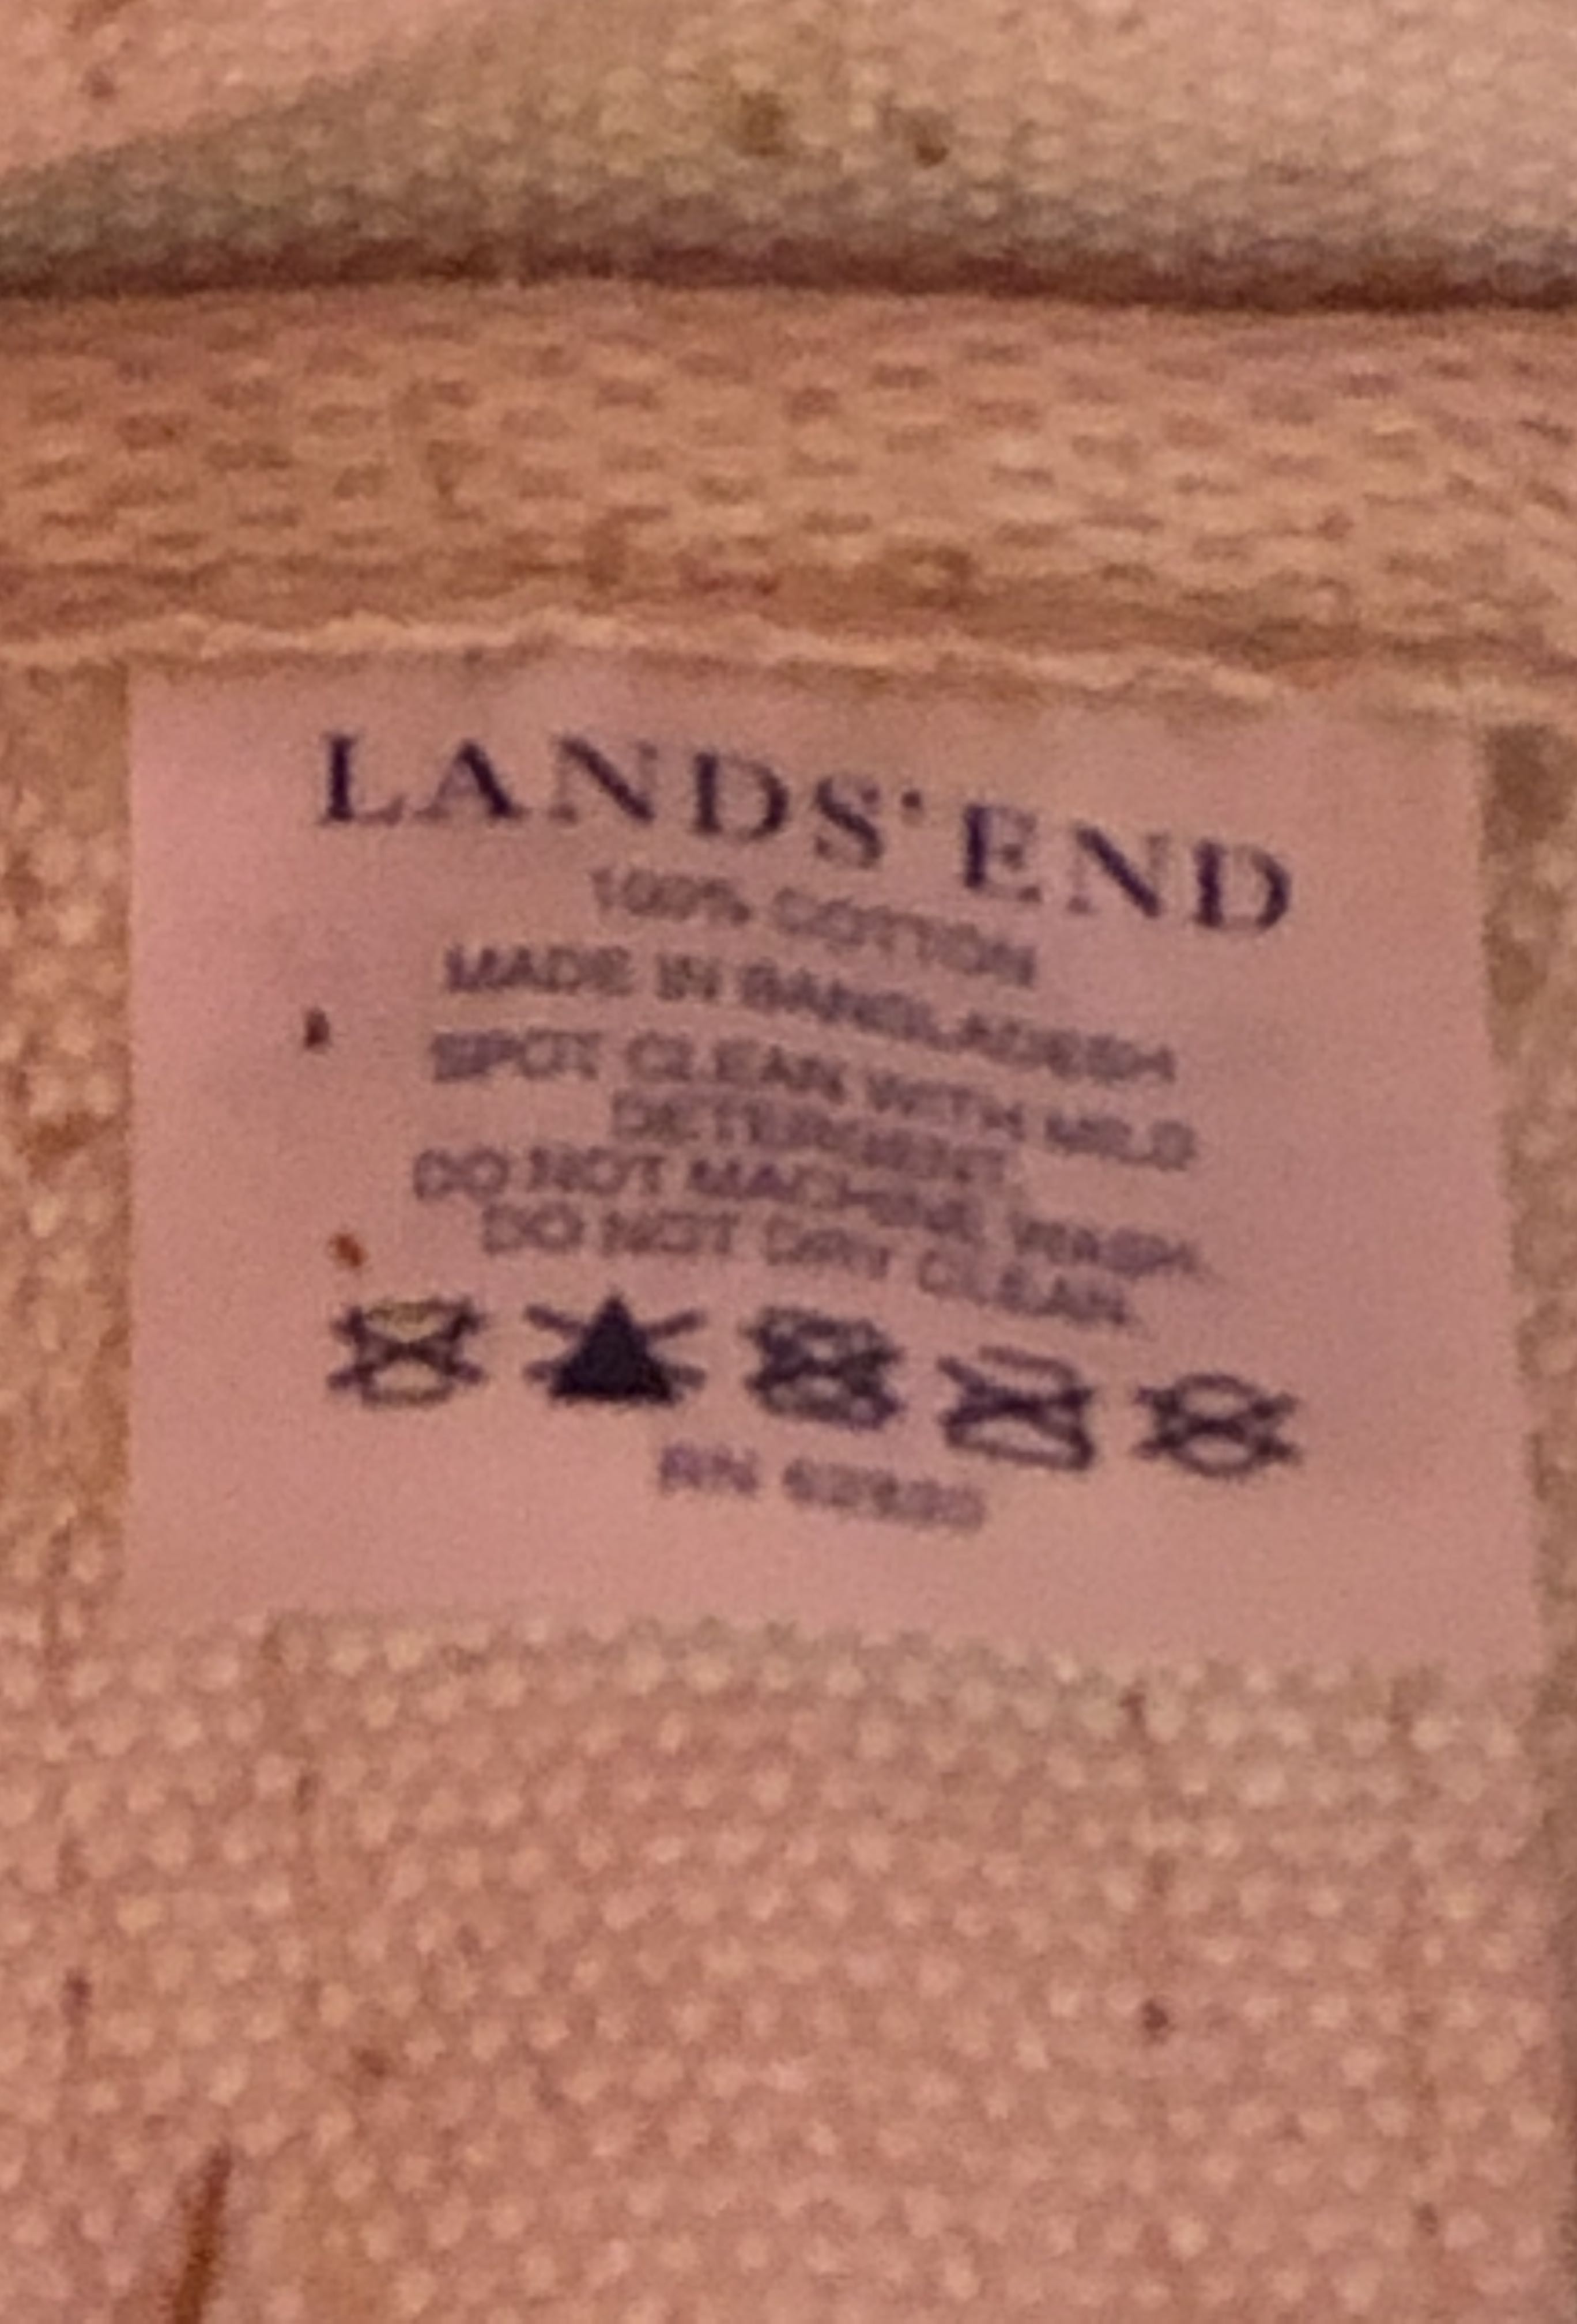 LANDS' END
100% COTTON
MADE IN BANGLADESH
SPOT CLEAN WITH MILD
DETERGENT.
DO NOT MACHINE WASH.
DO NOT DRY CLEAN.
RN